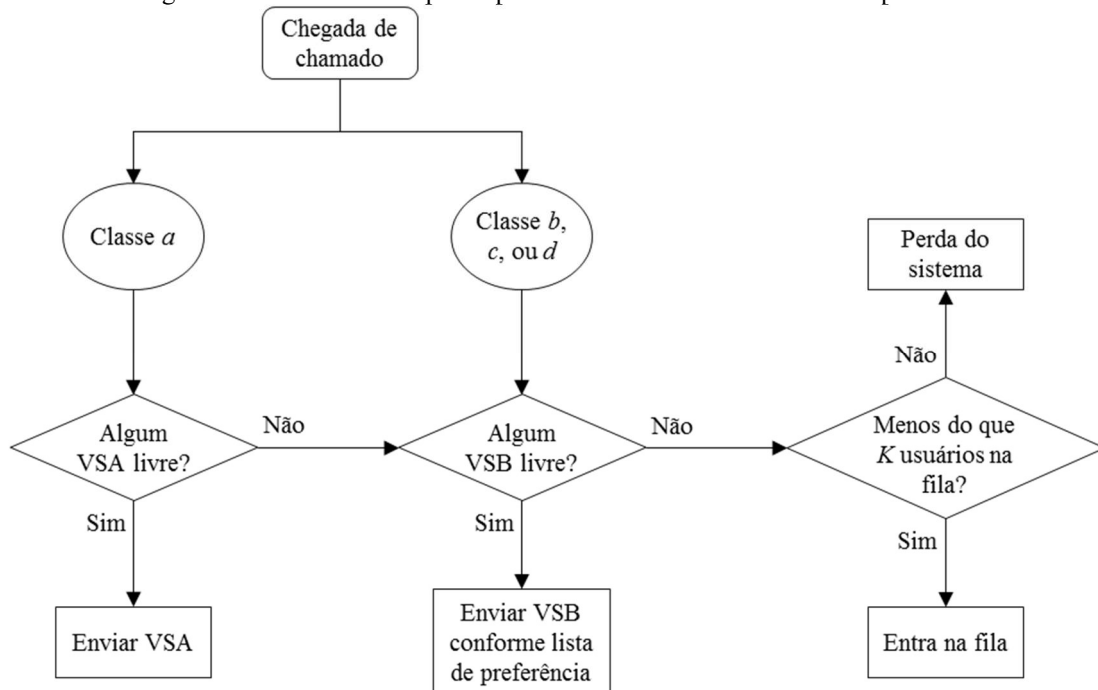 Chegada de
chamado
Classe a
Classe b,
c, ou d
Perda do
sistema
Não
Algum
VSA livre?
Não
Algum
VSB livre?
Não
Menos do que
K usuários na
fila?
Sim
Sim
Sim
Enviar VSA
Enviar VSB
conforme lista
de preferência
Entra na fila